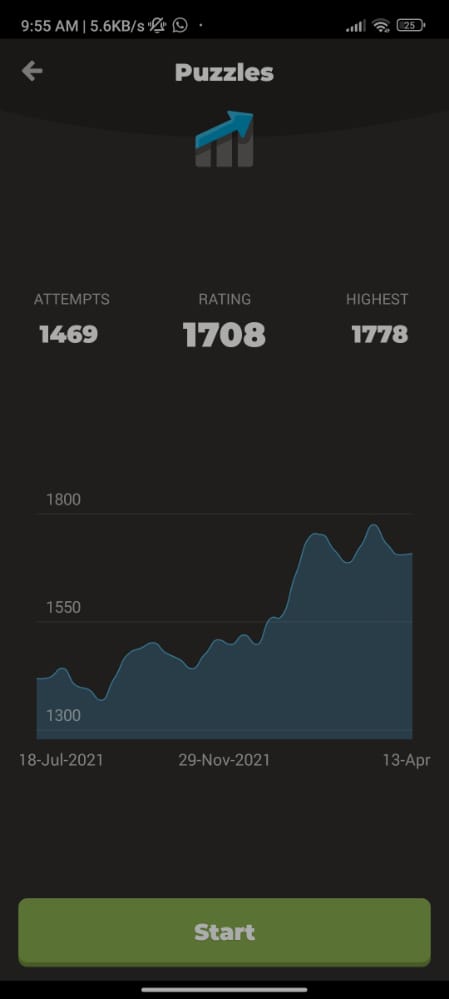 9:55 AM | 5.6KB/s 25
Puzzles
ATTEMPTS RATING HIGHEST
1469 1708 1778
1800
1550
1300
18-Jul-2021 29-Nov-2021 13-Apr
Start